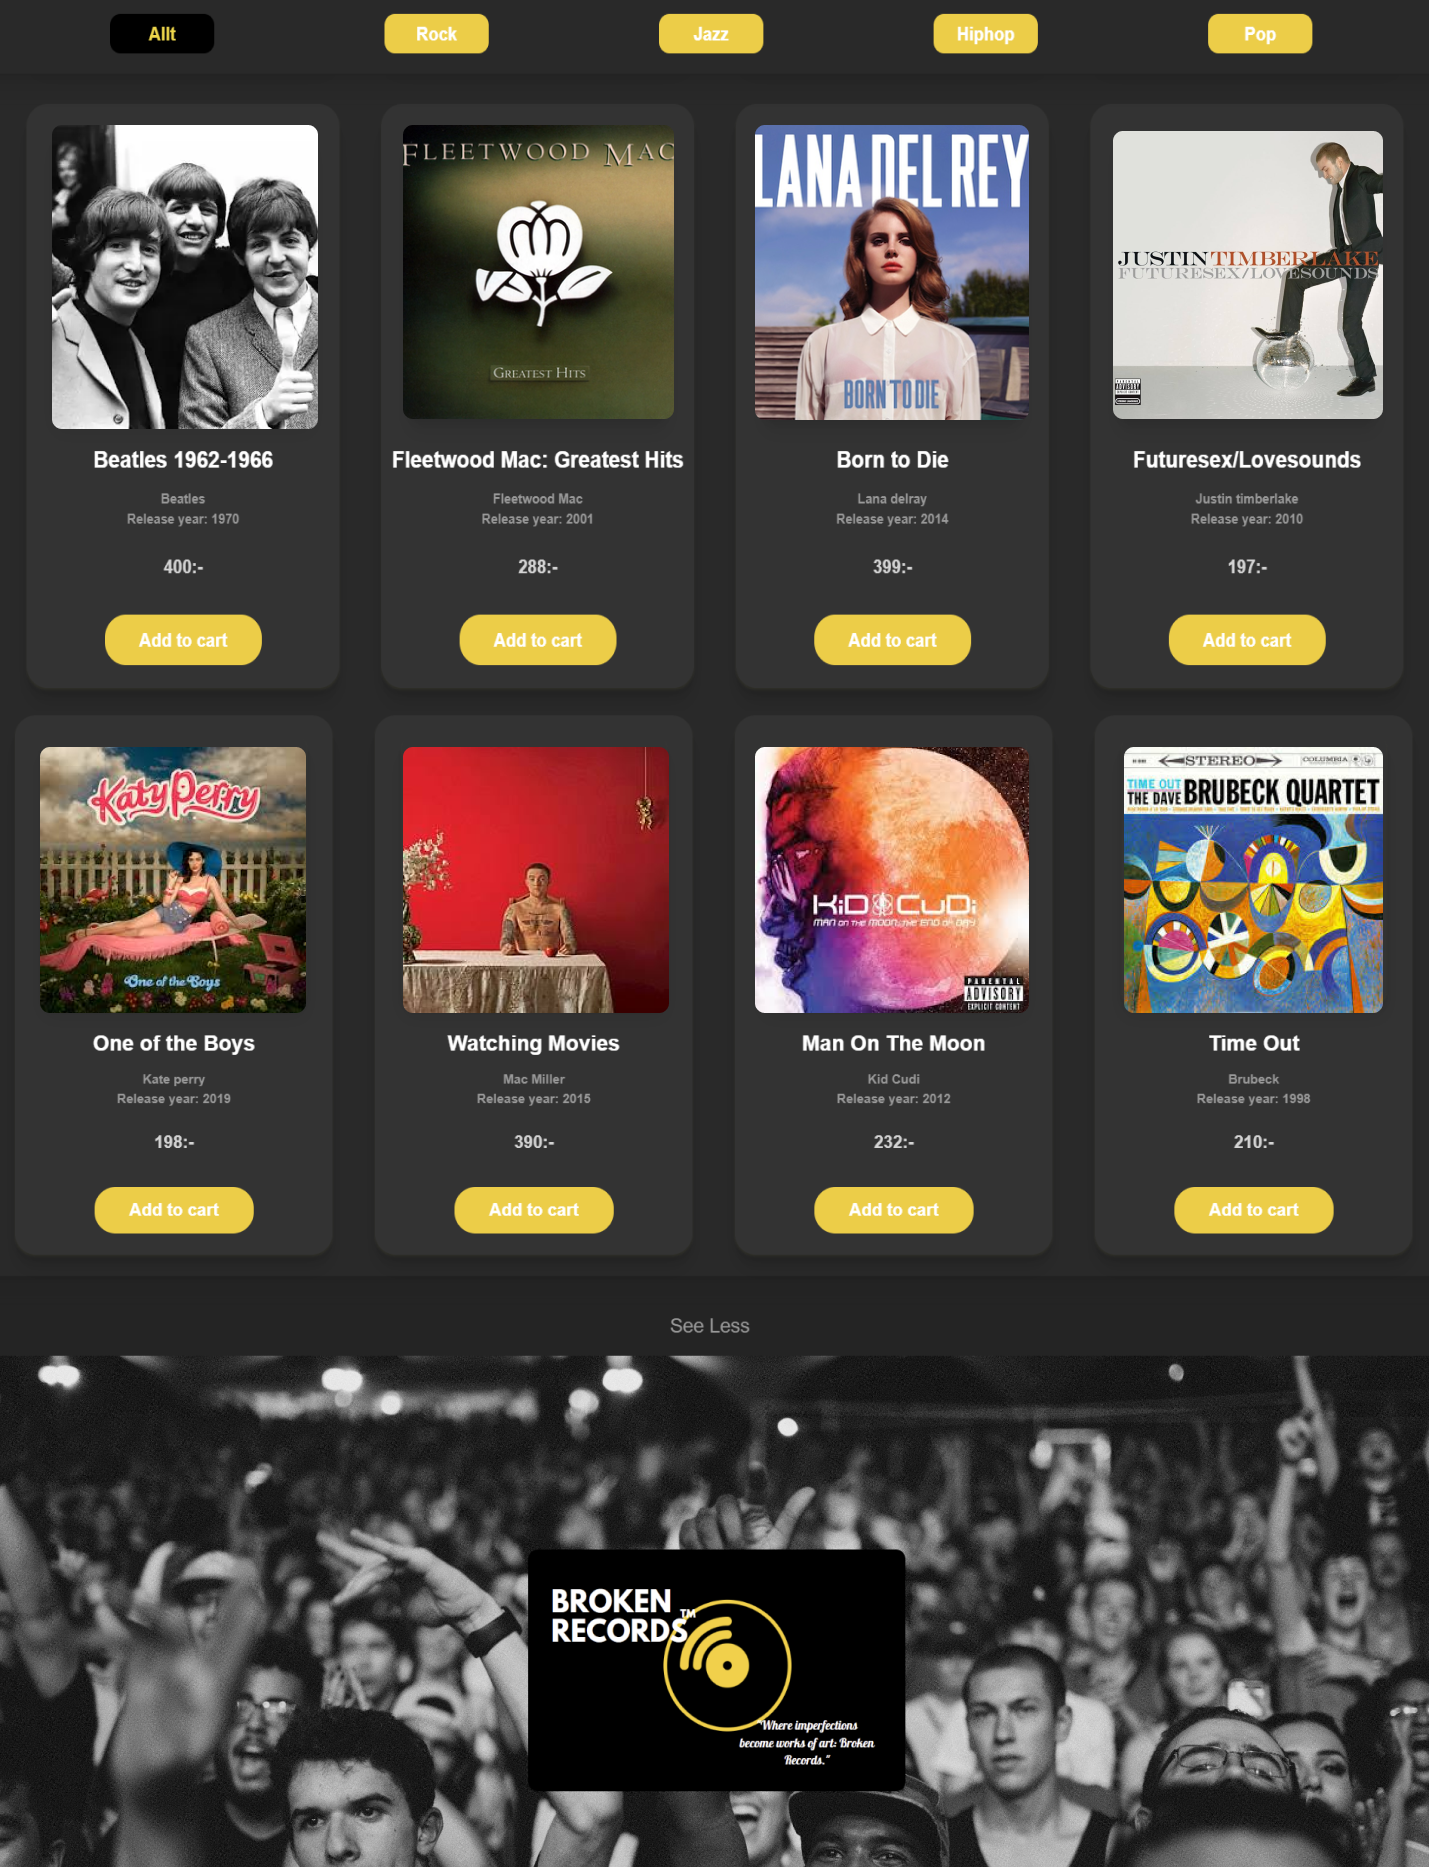 Allt
Rock
Jazz
Hiphop
Pop
FLEETWOOD MAC
GREATEST HITS
LANA DEL REY
BORN TO DIE
JUSTIN TIMBERLAKE
FUTURESEX/LOVESOUNDS
PARENTAL
ADVISORY
Beatles 1962-1966
Beatles
Release year: 1970
400:-
Add to cart
Fleetwood Mac: Greatest Hits
Fleetwood Mac
Release year: 2001
288:-
Add to cart
Born to Die
Lana delray
Release year: 2014
399:-
Add to cart
Futuresex/Lovesounds
Justin timberlake
Release year: 2010
197:-
Add to cart
Katy Perry
One of the Boys
KiD CuDi
MAN ON THE MOON: THE END OF DAY
PARENTAL
ADVISORY
EXPLICIT CONTENT
STEREO
COLUMBIA
TIME OUT
THE DAVE BRUBECK QUARTET
One of the Boys
Kate perry
Release year: 2019
198:-
Add to cart
Watching Movies
Mac Miller
Release year: 2015
390:-
Add to cart
Man On The Moon
Kid Cudi
Release year: 2012
232:-
Add to cart
Time Out
Brubeck
Release year: 1998
210:-
Add to cart
See Less
BROKEN
RECORDS™
"Where imperfections
become works of art: Broken
Records."